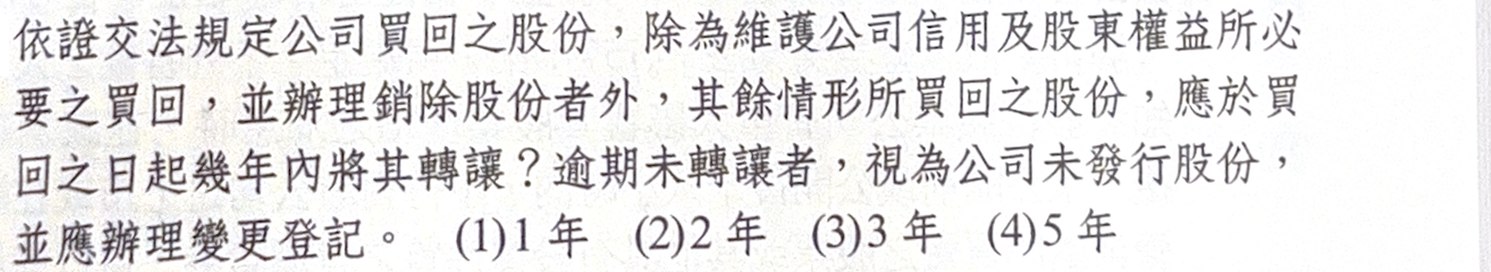 依證交法規定公司買回之股份，除為維護公司信用及股東權益所必
要之買回，並辦理銷除股份者外，其餘情形所買回之股份，應於買
回之日起幾年內將其轉讓？逾期未轉讓者，視為公司未發行股份，
並應辦理變更登記。 (1)1 年 (2)2 年 (3)3 年 (4)5 年